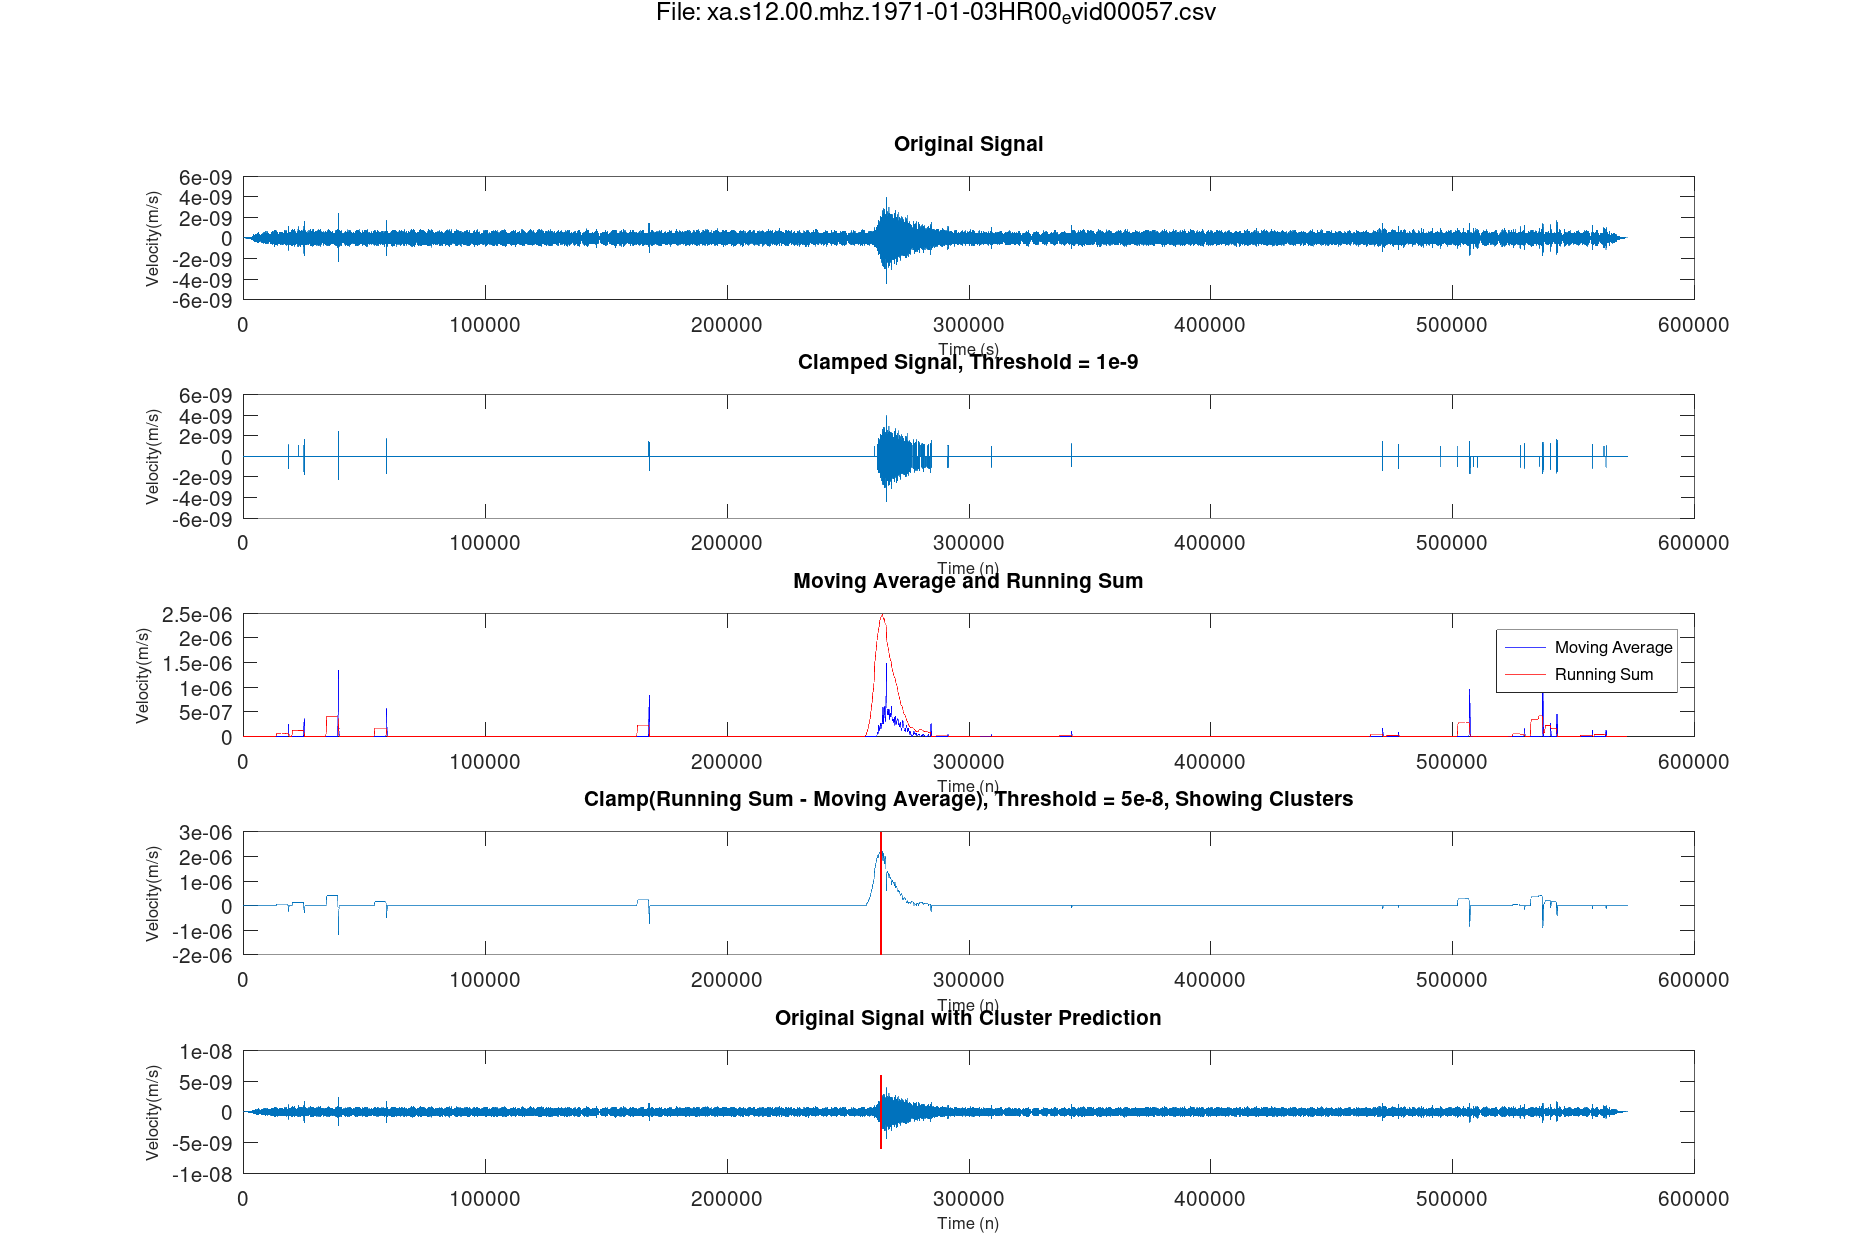 File: xa.s12.00.mhz.1971-01-03HR00evid00057.csv
Original Signal
Velocity(m/s)
6e-09
4e-09
2e-09
0
-2e-09
-4e-09
-6e-09
0 100000 200000 300000 400000 500000 600000
Time (s)
Clamped Signal, Threshold = 1e-9
Velocity(m/s)
6e-09
4e-09
2e-09
0
-2e-09
-4e-09
-6e-09
0 100000 200000 300000 400000 500000 600000
Time (n)
Moving Average and Running Sum
Velocity(m/s)
2.5e-06
2e-06
1.5e-06
1e-06
5e-07
0
Moving Average
Running Sum
0 100000 200000 300000 400000 500000 600000
Time (n)
Clamp(Running Sum - Moving Average), Threshold = 5e-8, Showing Clusters
Velocity(m/s)
3e-06
2e-06
1e-06
0
-1e-06
-2e-06
0 100000 200000 300000 400000 500000 600000
Time (n)
Original Signal with Cluster Prediction
Velocity(m/s)
1e-08
5e-09
0
-5e-09
-1e-08
0 100000 200000 300000 400000 500000 600000
Time (n)